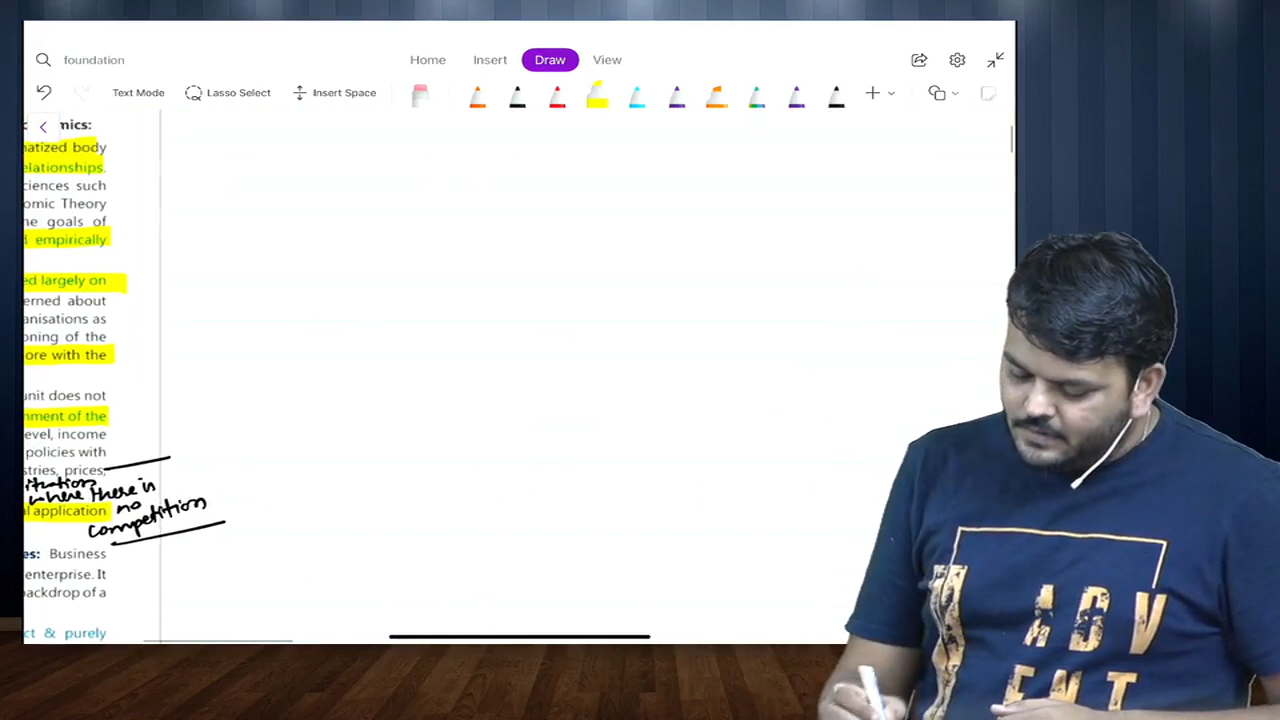 foundation
Home Insert Draw View
Text Mode Lasso Select Insert Space
mics:
matized body
elationships.
ciences such
omic Theory
he goals of
d empirically
ed largely on
erned about
anisations as
oning of the
ore with the
unit does not
nment of the
evel, income
policies with
stries, prices,
where there is
no
al application
competition
es: Business
enterprise. It
backdrop of a
ct & purely
ADV
ENT